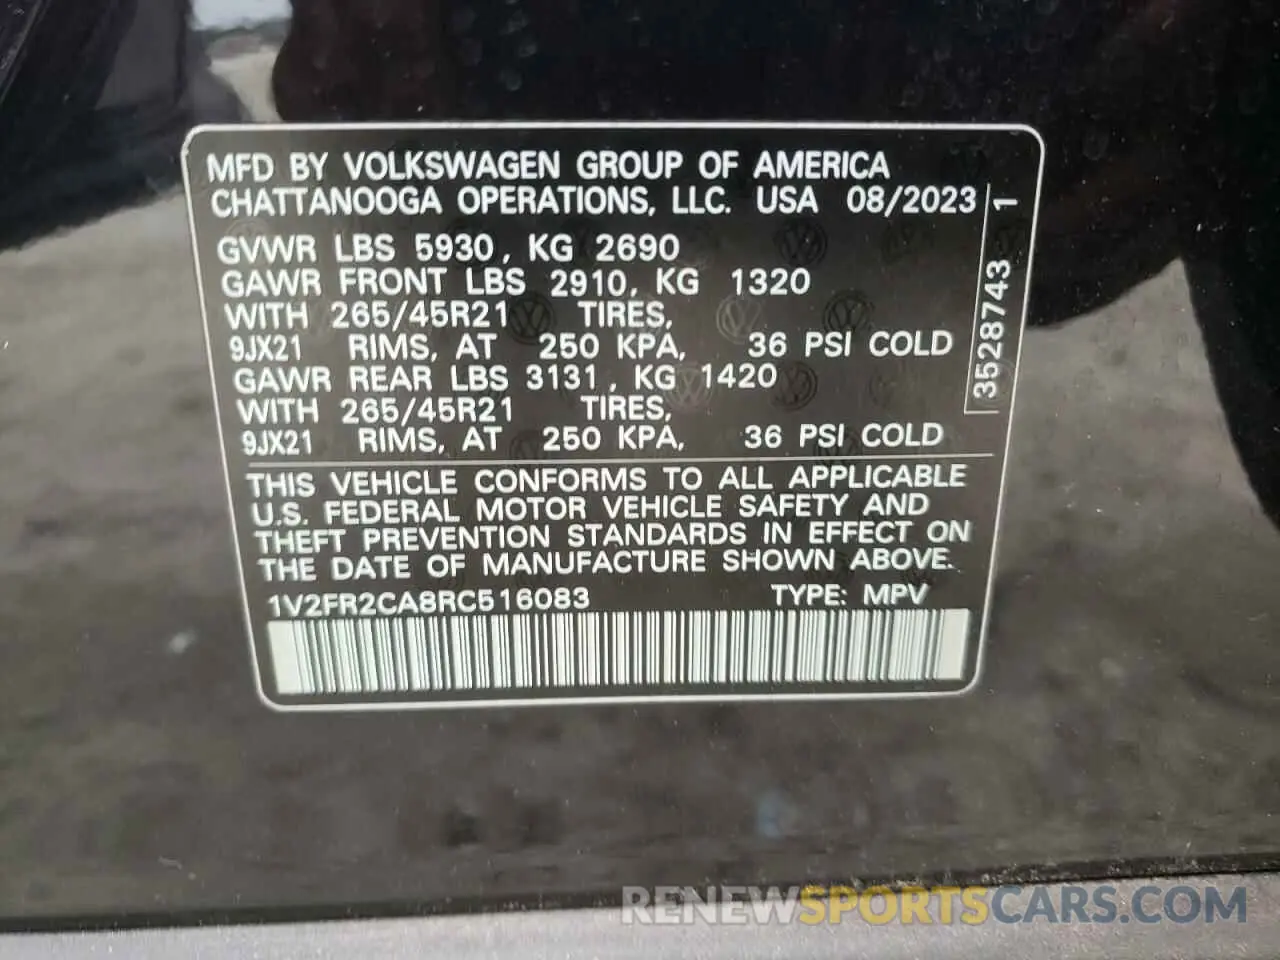 MFD BY VOLKSWAGEN GROUP OF AMERICA
CHATTANOOGA OPERATIONS, LLC. USA 08/2023
GVWR LBS 5930, KG 2690
GAWR FRONT LBS 2910, KG 1320
WITH 265/45R21 TIRES,
9JX21 RIMS, AT 250 KPA, 36 PSI COLD
GAWR REAR LBS 3131, KG 1420
WITH 265/45R21 TIRES,
9JX21 RIMS, AT 250 KPA, 36 PSI COLD
3528743 1
THIS VEHICLE CONFORMS TO ALL APPLICABLE
U.S. FEDERAL MOTOR VEHICLE SAFETY AND
THEFT PREVENTION STANDARDS IN EFFECT ON
THE DATE OF MANUFACTURE SHOWN ABOVE.
1V2FR2CA8RC516083 TYPE: MPV
RENEWSPORTSCARS.COM